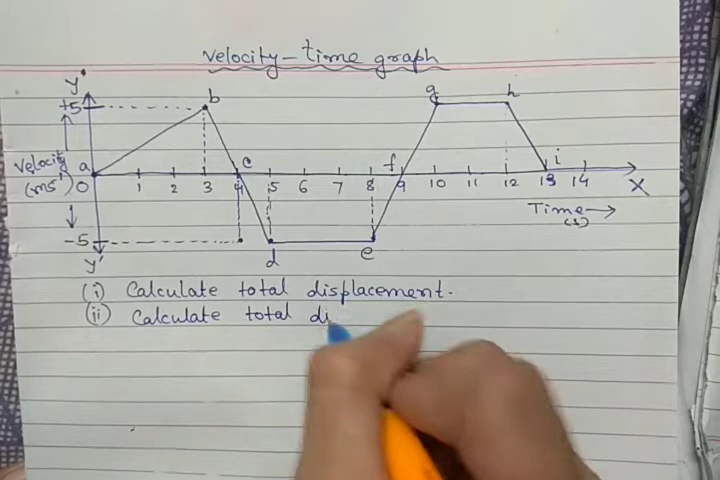 Velocity-time graph
y
+5
b
g
h
Velocity
a
c
f
i
(ms⁻¹)
0 1 2 3 4 5 6 7 8 9 10 11 12 13 14
X
Time
(s)
-5
y'
d
e
(i) Calculate total displacement.
(ii) Calculate total di